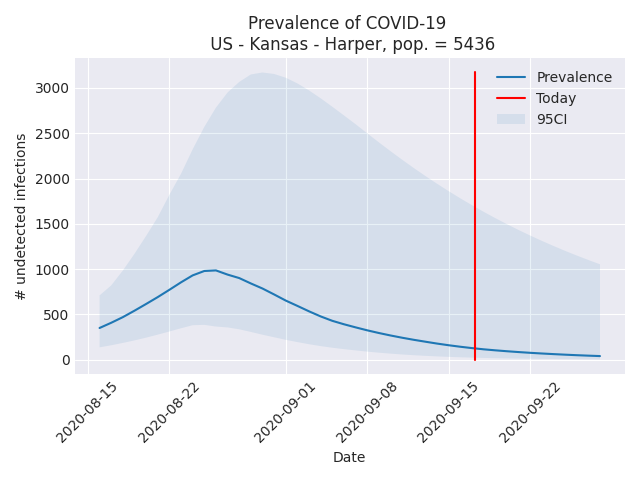 Prevalence of COVID-19
US - Kansas - Harper, pop. = 5436
Prevalence
Today
95CI
# undetected infections
3000
2500
2000
1500
1000
500
0
2020-08-15
2020-08-22
2020-09-01
2020-09-08
2020-09-15
2020-09-22
Date